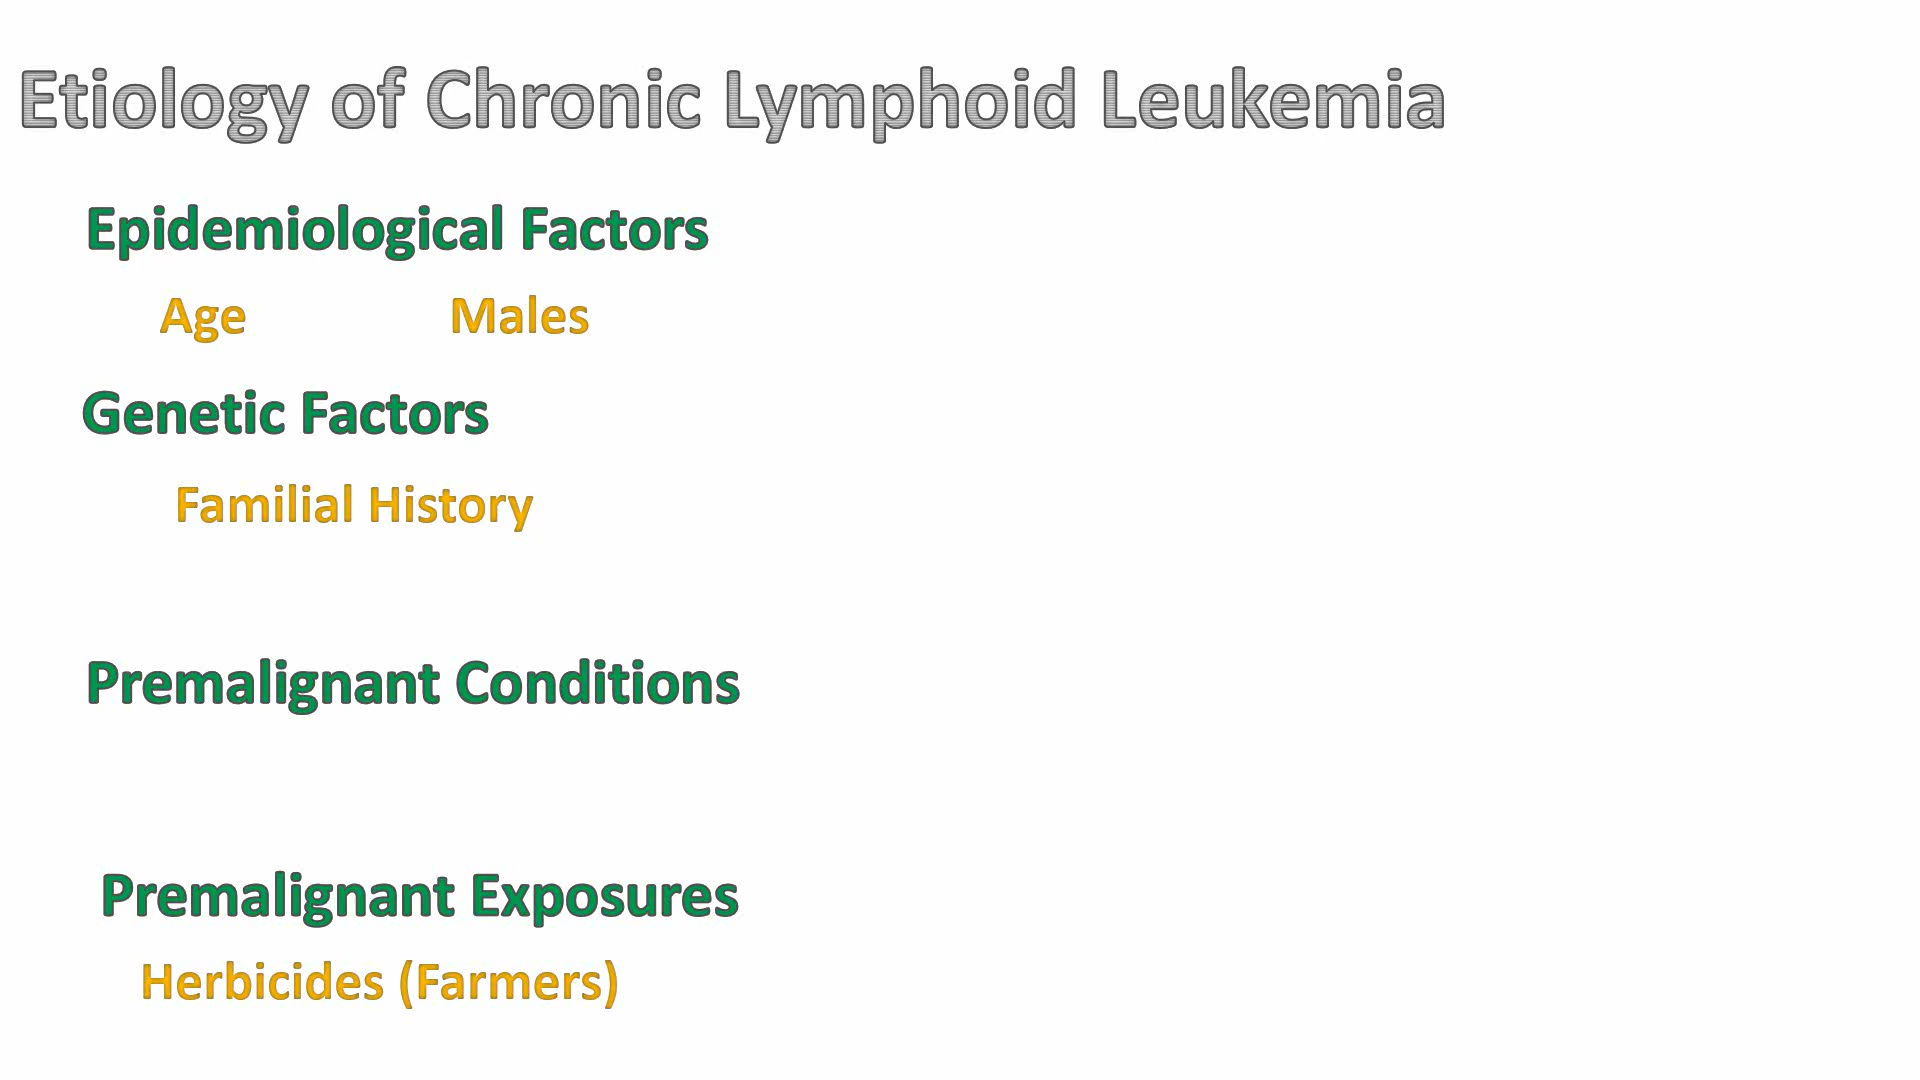 Etiology of Chronic Lymphoid Leukemia
Epidemiological Factors
Age Males
Genetic Factors
Familial History
Premalignant Conditions
Premalignant Exposures
Herbicides (Farmers)